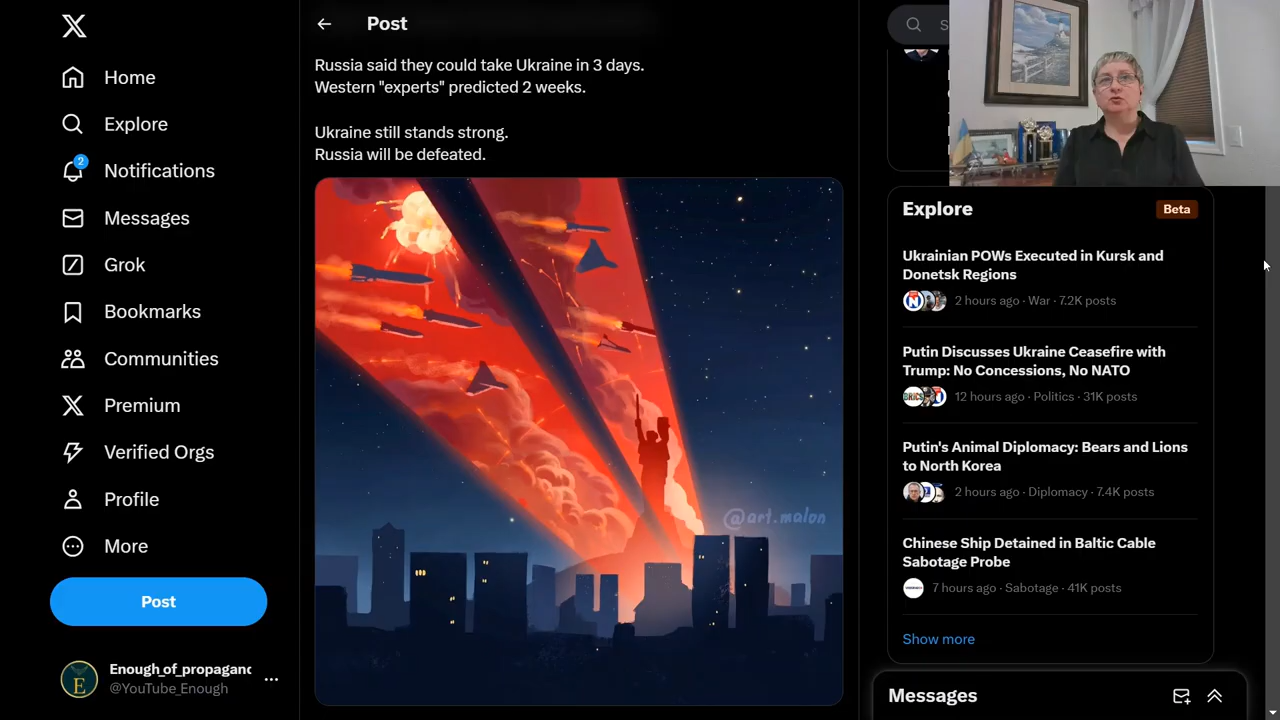 Post
Russia said they could take Ukraine in 3 days.
Western "experts" predicted 2 weeks.
Ukraine still stands strong.
Russia will be defeated.
@art.malon
Home
Explore
2
Notifications
Messages
Grok
Bookmarks
Communities
Premium
Verified Orgs
Profile
More
Post
Enough_of_propagan
@YouTube_Enough
S
Explore
Beta
Ukrainian POWs Executed in Kursk and
Donetsk Regions
2 hours ago · War · 7.2K posts
Putin Discusses Ukraine Ceasefire with
Trump: No Concessions, No NATO
12 hours ago · Politics · 31K posts
Putin's Animal Diplomacy: Bears and Lions
to North Korea
2 hours ago · Diplomacy · 7.4K posts
Chinese Ship Detained in Baltic Cable
Sabotage Probe
7 hours ago · Sabotage · 41K posts
Show more
Messages